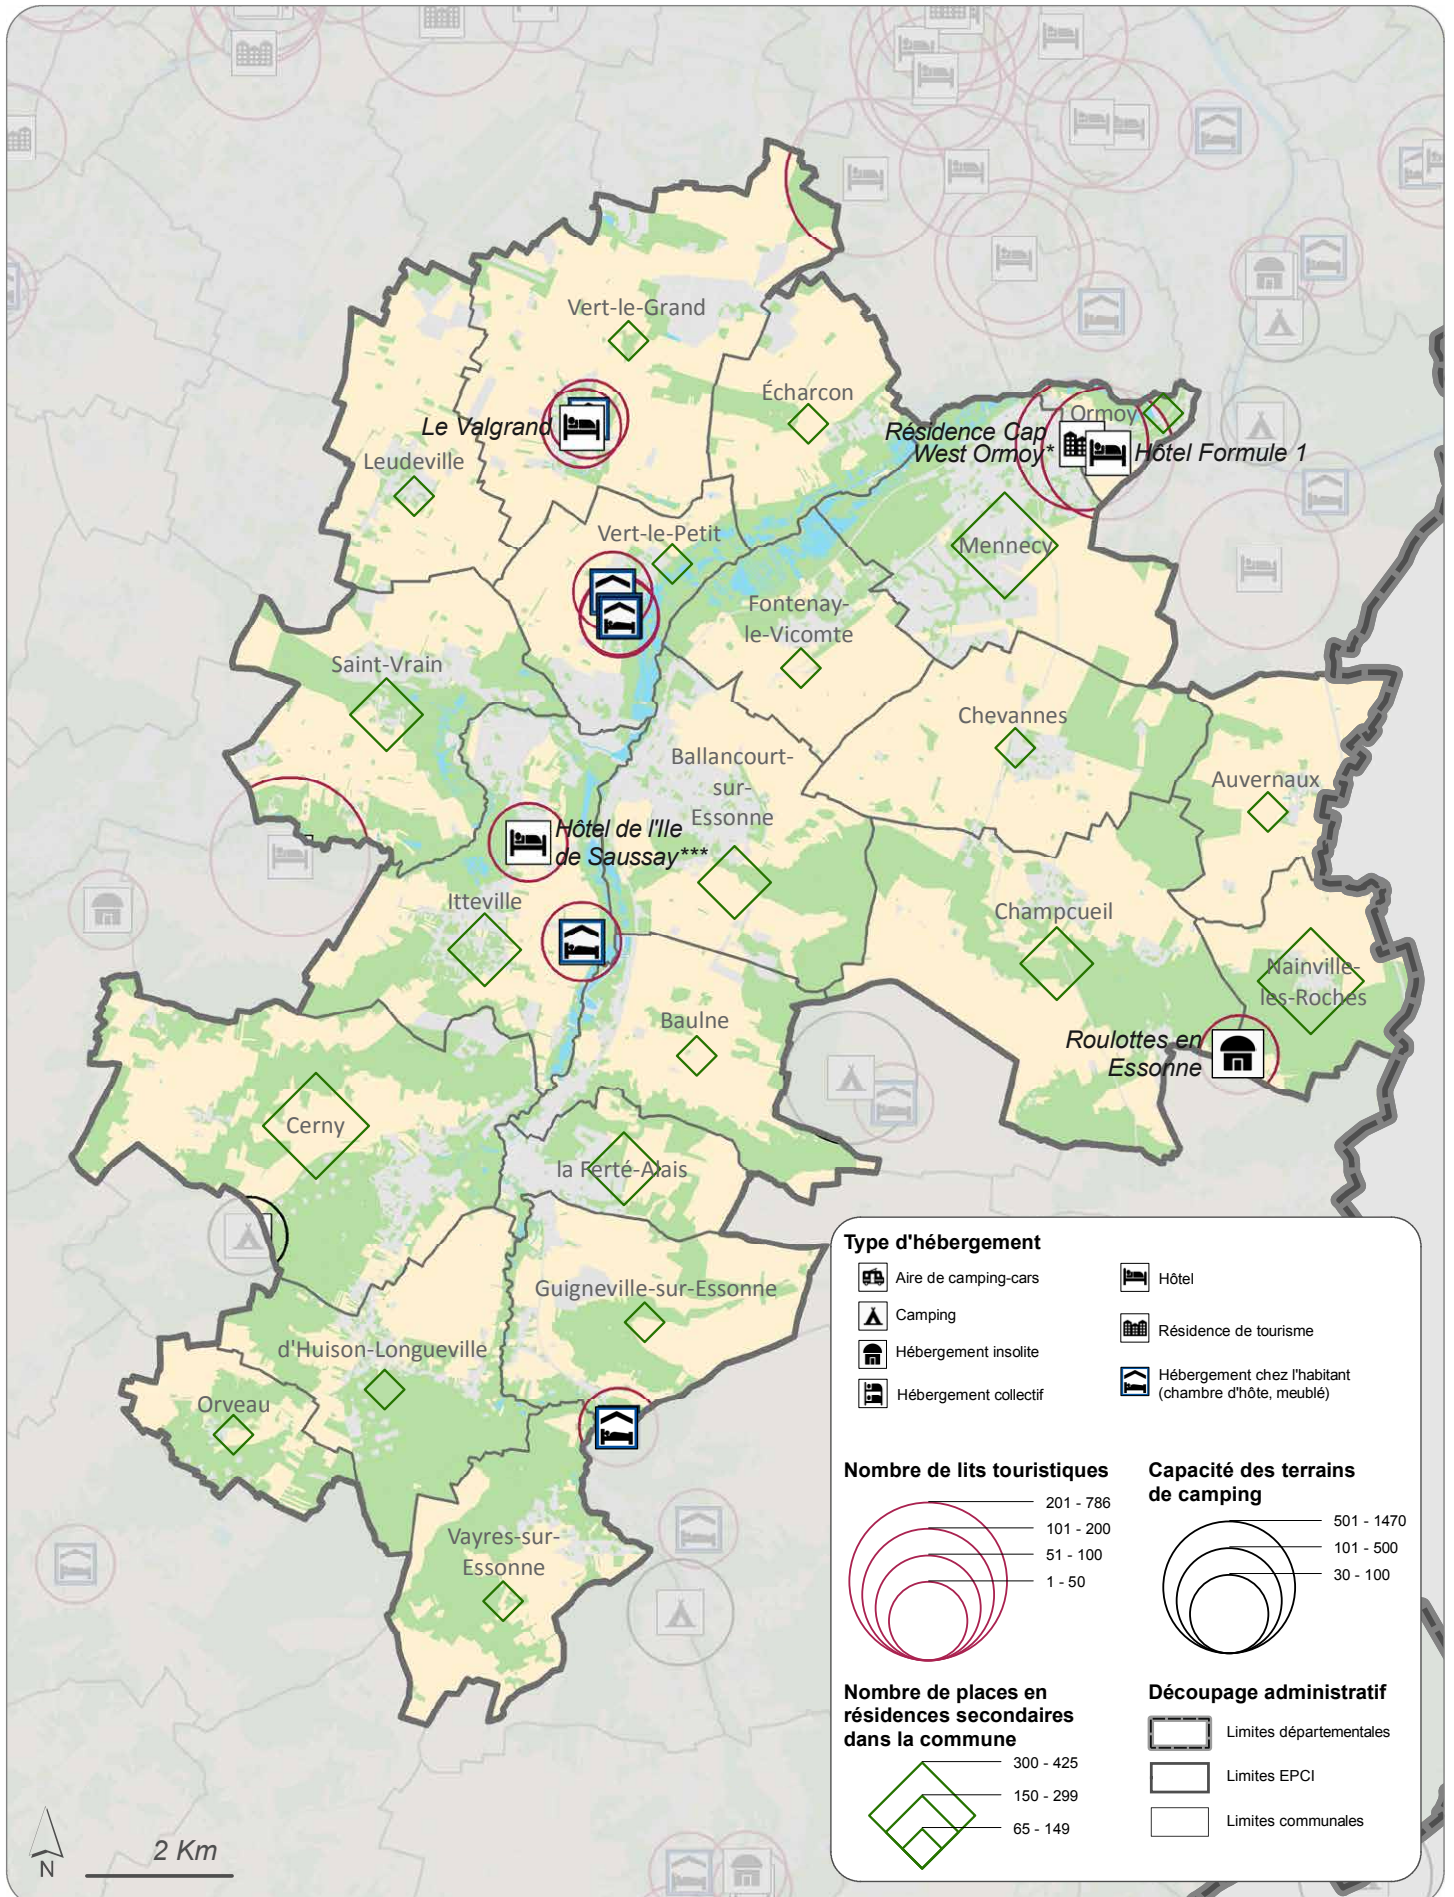 Vert-le-Grand
Écharcon
Le Valgrand
Leudeville
Ormoy
Résidence Cap
West Ormoy*
Hôtel Formule 1
Vert-le-Petit
Mennecy
Fontenay-
le-Vicomte
Saint-Vrain
Chevannes
Ballancourt-
sur-
Essonne
Auvernaux
Hôtel de l'Ile
de Saussay***
Itteville
Champcueil
Nainville-
les-Roches
Baulne
Roulottes en
Essonne
Cerny
la Ferté-Alais
Guigneville-sur-Essonne
d'Huison-Longueville
Orveau
Vayres-sur-
Essonne
Type d'hébergement
Aire de camping-cars
Camping
Hébergement insolite
Hébergement collectif
Hôtel
Résidence de tourisme
Hébergement chez l'habitant
(chambre d'hôte, meublé)
Nombre de lits touristiques
201 - 786
101 - 200
51 - 100
1 - 50
Capacité des terrains
de camping
501 - 1470
101 - 500
30 - 100
Nombre de places en
résidences secondaires
dans la commune
300 - 425
150 - 299
65 - 149
Découpage administratif
Limites départementales
Limites EPCI
Limites communales
N
2 Km